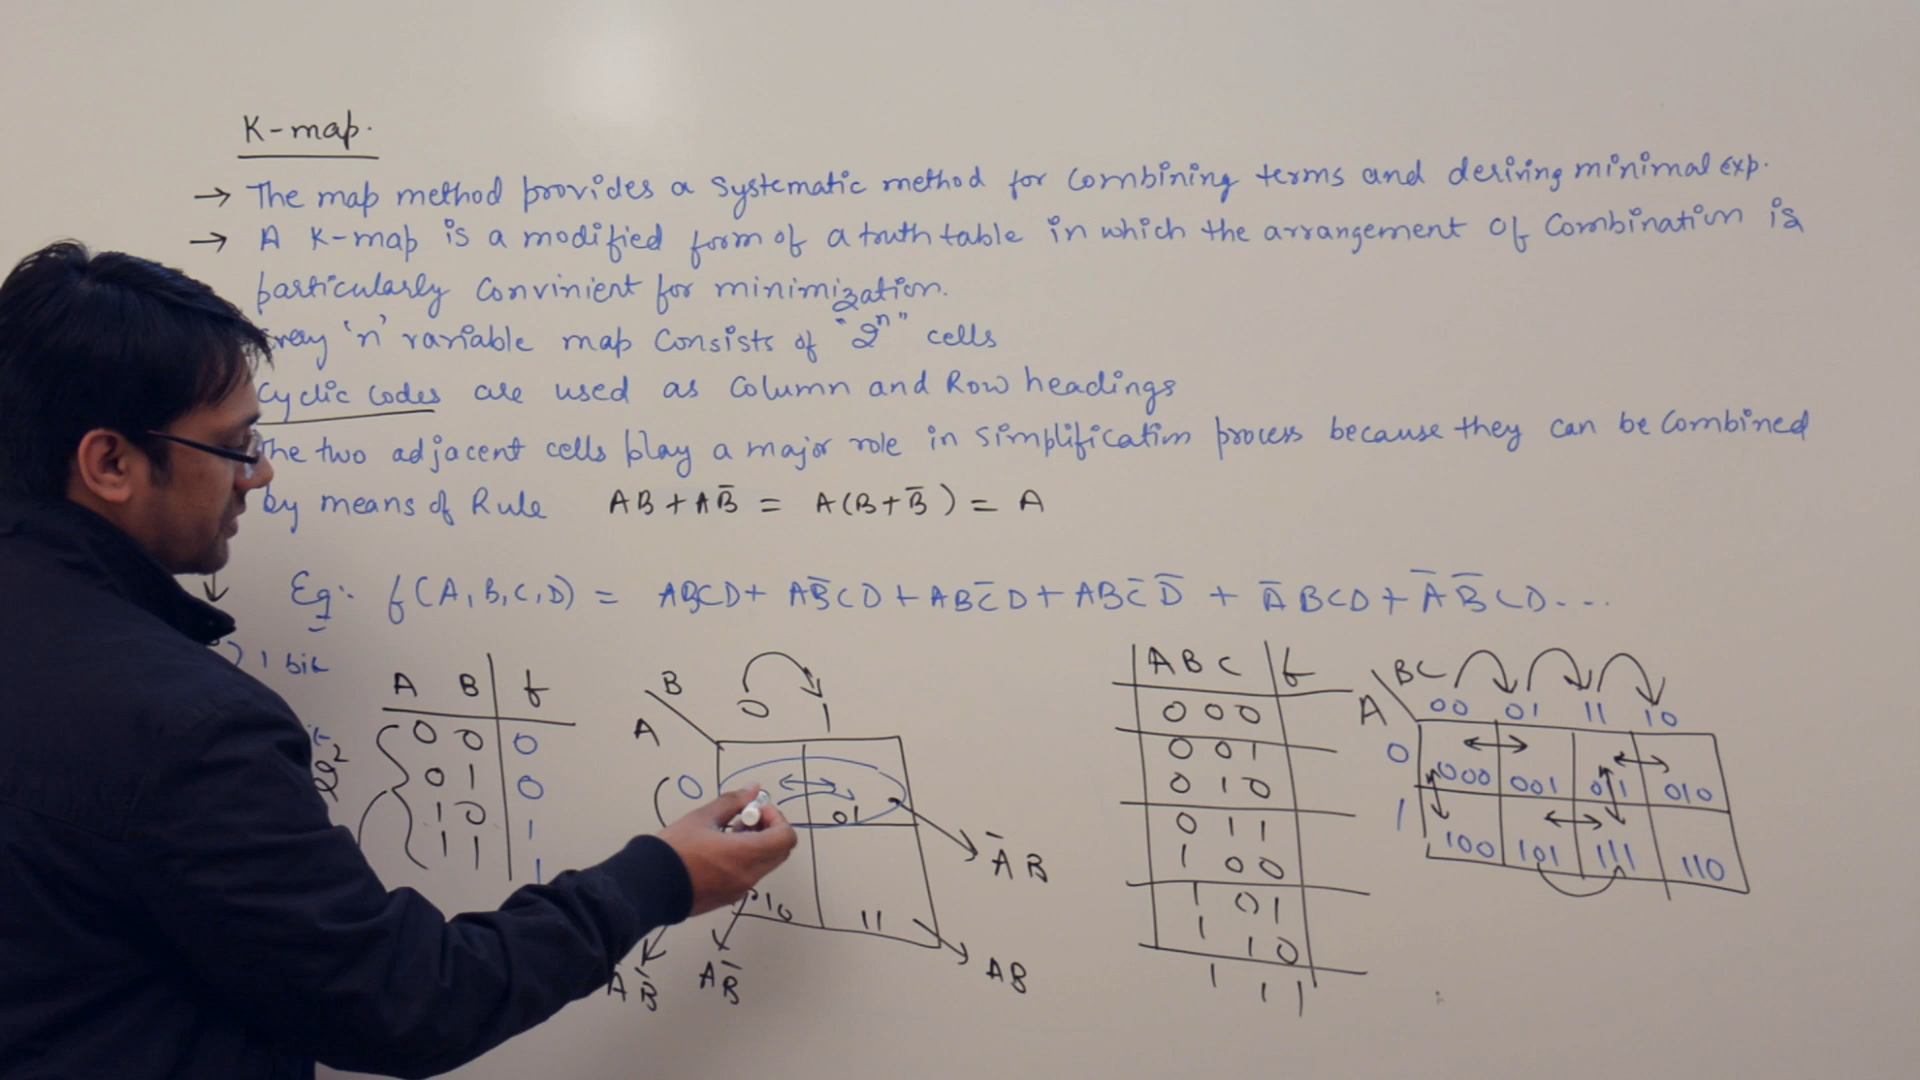 K-map.
→ The map method provides a systematic method for combining terms and deriving minimal exp.
→ A K-map is a modified form of a truth table in which the arrangement of combination is
particularly convinient for minimization.
'n' variable map consists of "2ⁿ" cells
Cyclic codes are used as column and Row headings
The two adjacent cells play a major role in simplification process because they can be combined
by means of Rule AB + AB̄ = A(B+B̄) = A
Eg:- f(A,B,C,D) = ABCD + AB̄CD + ABC̄D + ABC̄D̄ + ĀBCD + ĀB̄CD...
1 bit
A B f
0 0 0
0 1 0
1 0 1
1 1 1
B
A
0 1
0
01
10 11
ĀB
ĀB̄ AB̄ AB
A B C f
0 0 0
0 0 1
0 1 0
0 1 1
1 0 0
1 0 1
1 1 0
1 1 1
BC
A
00 01 11 10
0
000 001 011 010
1
100 101 111 110